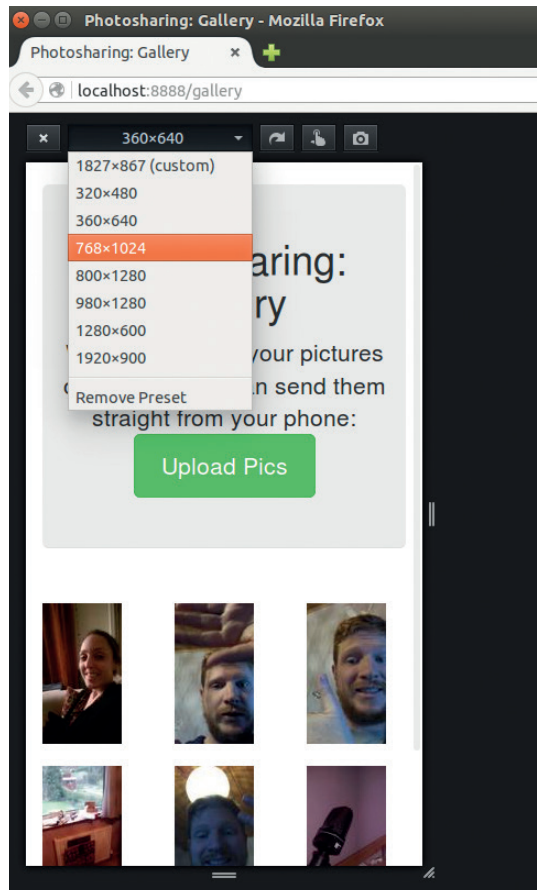 Photosharing: Gallery - Mozilla Firefox
Photosharing: Gallery
localhost:8888/gallery
360×640
1827×867 (custom)
320×480
360×640
768×1024
800×1280
980×1280
1280×600
1920×900
Remove Preset
aring:
ry
your pictures
n send them
straight from your phone:
Upload Pics